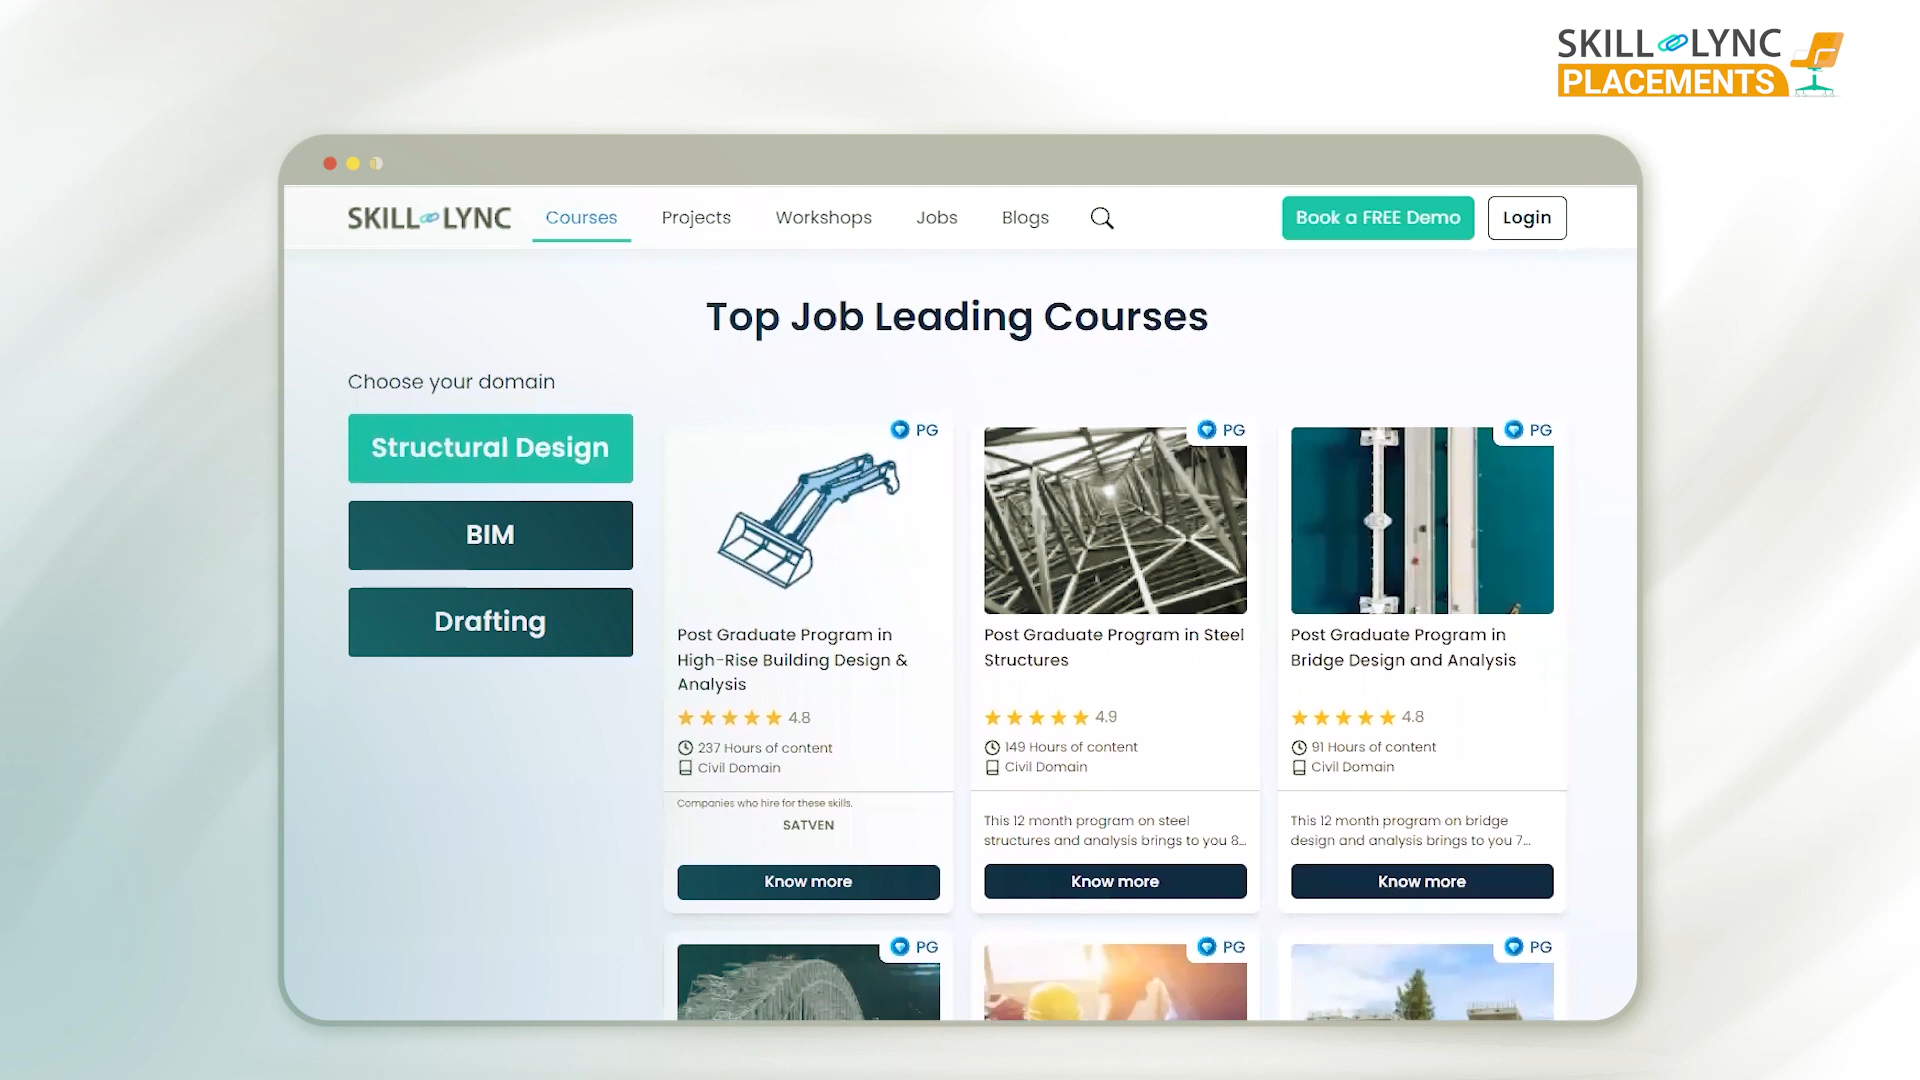 SKILL LYNC
PLACEMENTS
SKILL LYNC
Courses
Projects
Workshops
Jobs
Blogs
Book a FREE Demo
Login
Top Job Leading Courses
Choose your domain
Structural Design
BIM
Drafting
PG
Post Graduate Program in
High-Rise Building Design &
Analysis
4.8
237 Hours of content
Civil Domain
Companies who hire for these skills.
SATVEN
Know more
PG
Post Graduate Program in Steel
Structures
4.9
149 Hours of content
Civil Domain
This 12 month program on steel
structures and analysis brings to you 8...
Know more
PG
Post Graduate Program in
Bridge Design and Analysis
4.8
91 Hours of content
Civil Domain
This 12 month program on bridge
design and analysis brings to you 7...
Know more
PG
PG
PG